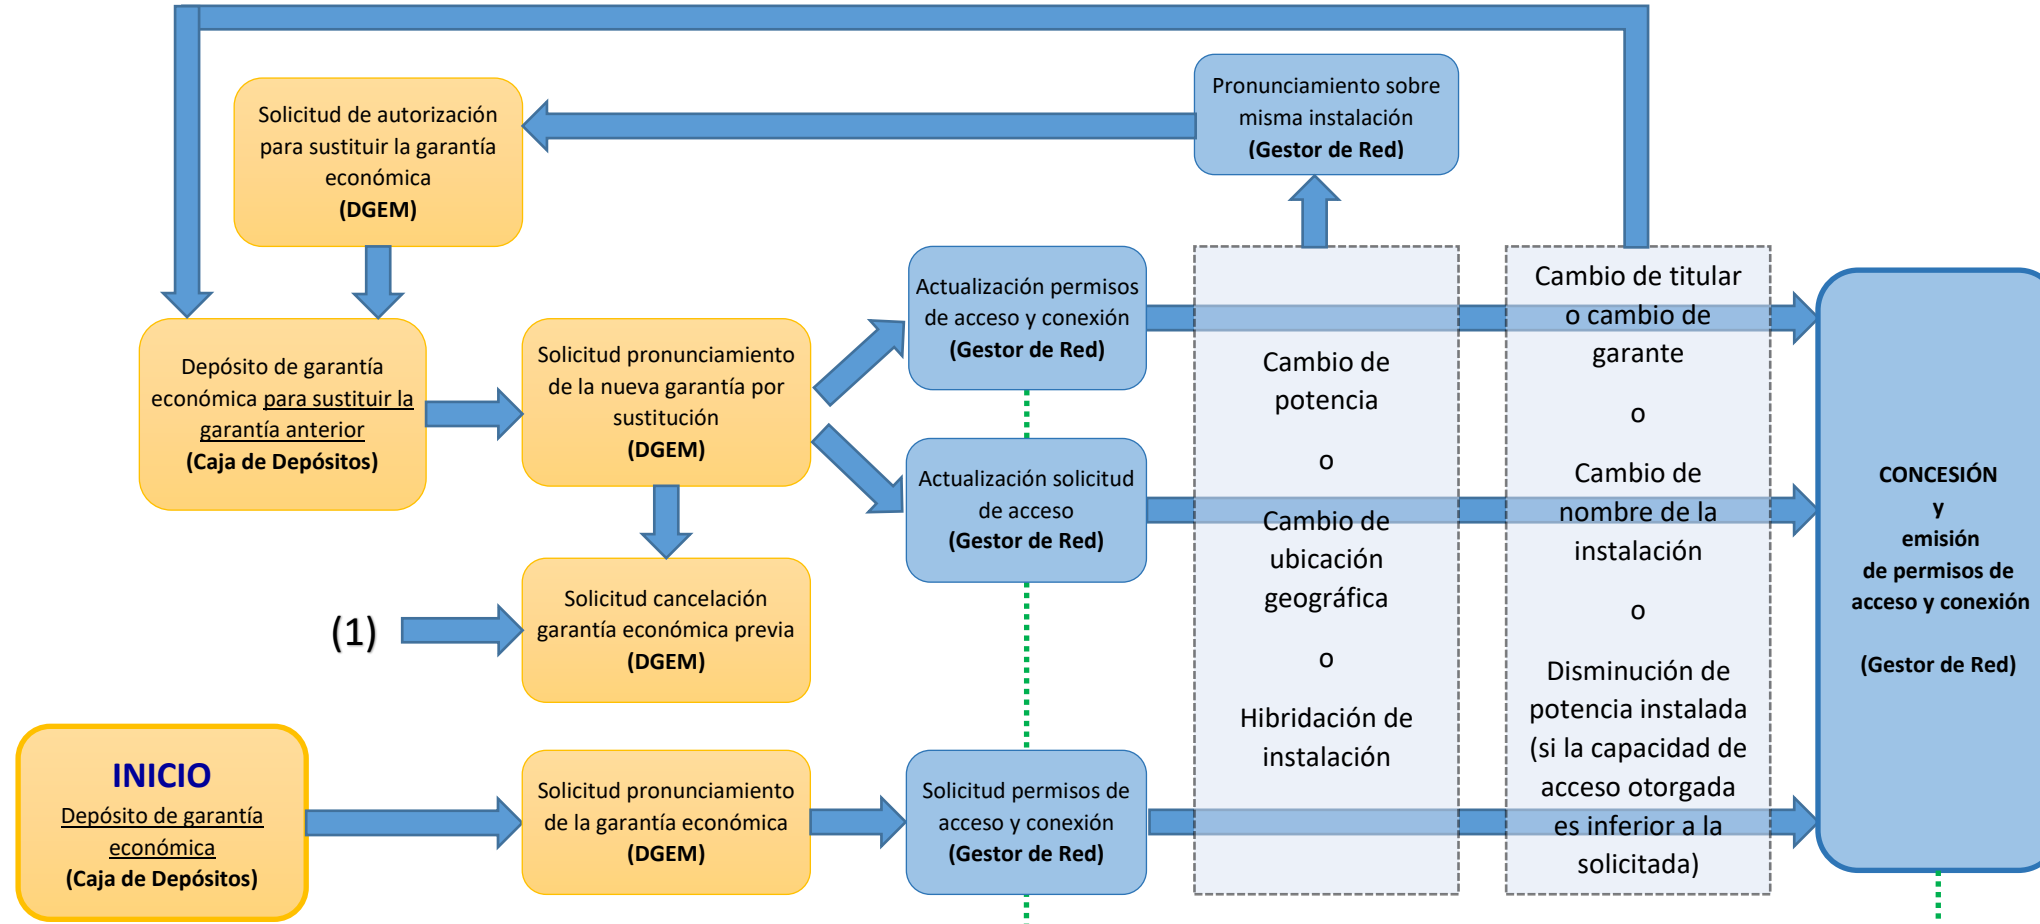 Solicitud de autorización
para sustituir la garantía
económica
(DGEM)
Pronunciamiento sobre
misma instalación
(Gestor de Red)
Depósito de garantía
económica para sustituir la
garantía anterior
(Caja de Depósitos)
Solicitud pronunciamiento
de la nueva garantía por
sustitución
(DGEM)
Actualización permisos
de acceso y conexión
(Gestor de Red)
Actualización solicitud
de acceso
(Gestor de Red)
Cambio de
potencia
o
Cambio de
ubicación
geográfica
o
Hibridación de
instalación
Cambio de titular
o cambio de
garante
o
Cambio de
nombre de la
instalación
o
Disminución de
potencia instalada
(si la capacidad de
acceso otorgada
es inferior a la
solicitada)
CONCESIÓN
y
emisión
de permisos de
acceso y conexión
(Gestor de Red)
(1)
Solicitud cancelación
garantía económica previa
(DGEM)
INICIO
Depósito de garantía
económica
(Caja de Depósitos)
Solicitud pronunciamiento
de la garantía económica
(DGEM)
Solicitud permisos de
acceso y conexión
(Gestor de Red)